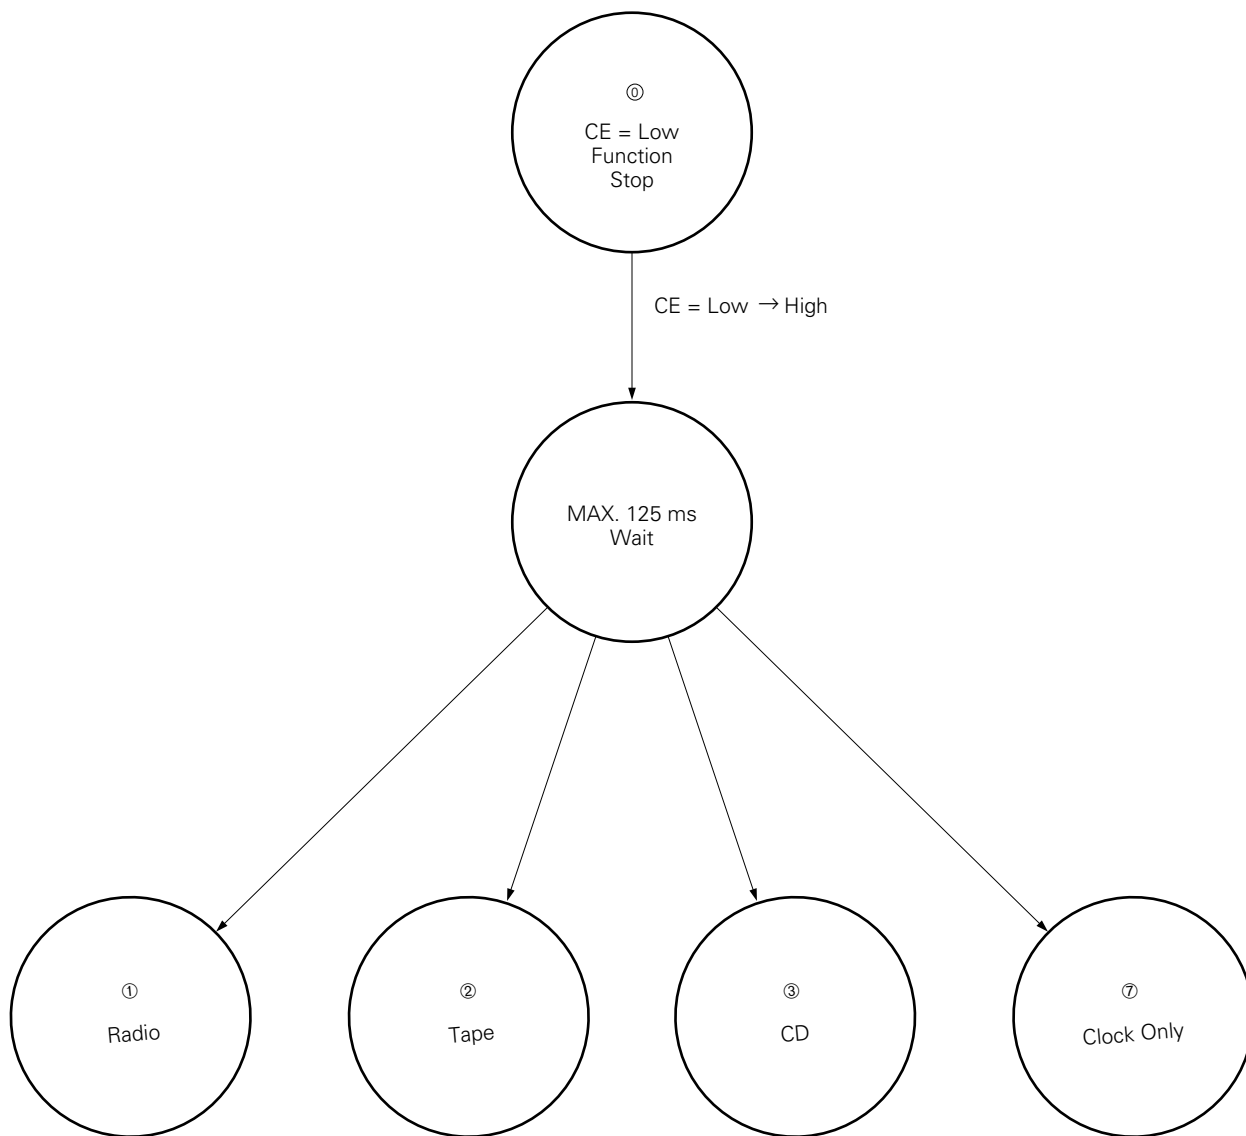 ⓪
CE = Low
Function
Stop
CE = Low → High
MAX. 125 ms
Wait
①
Radio
②
Tape
③
CD
⑦
Clock Only